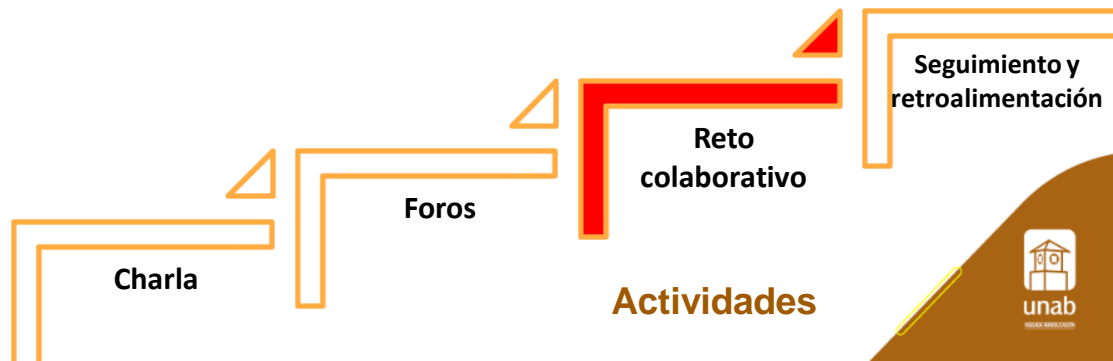 Charla
Foros
Reto
colaborativo
Seguimiento y
retroalimentación
Actividades
unab